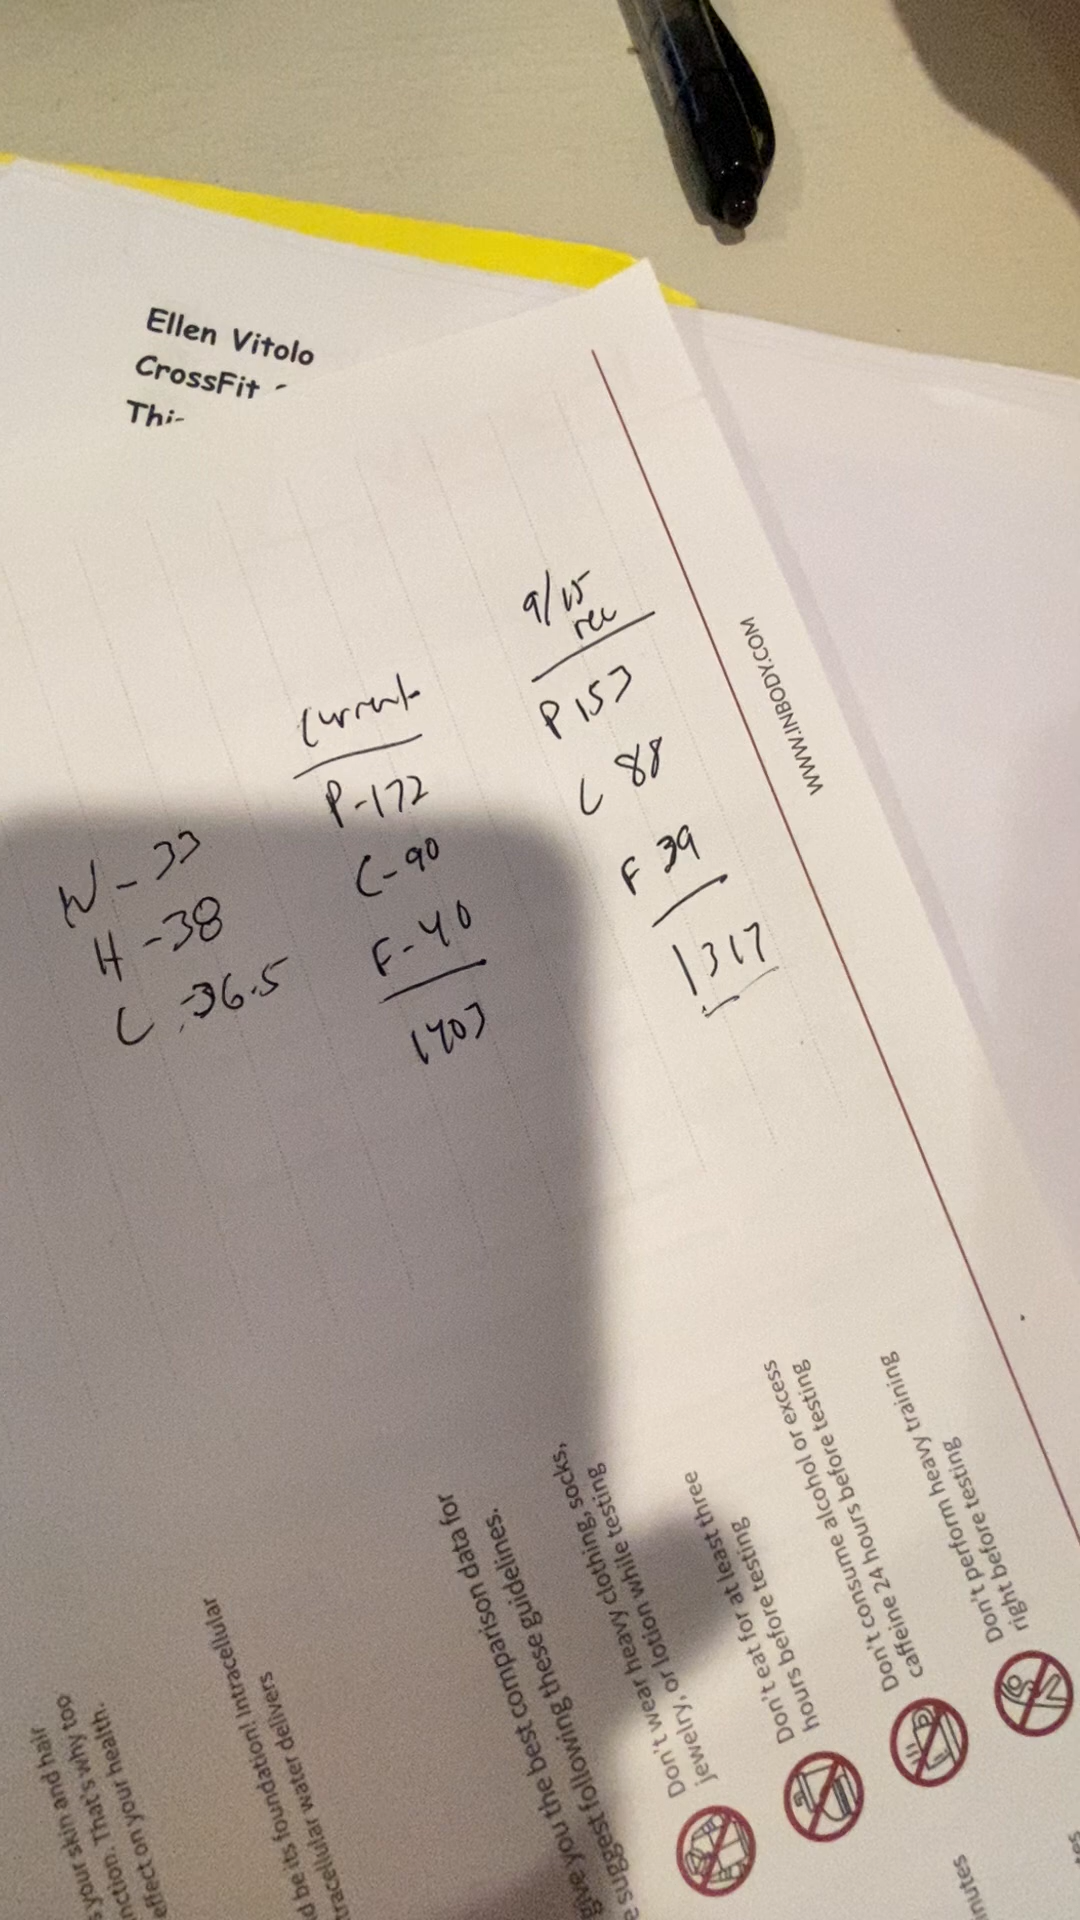 Ellen Vitolo
CrossFit
W - 33
H - 38
C - 36.5
Current
P - 172
C - 90
F - 40
1403
9/15
rec
P 153
C 88
F 39
1317
WWW.INBODY.COM
your skin and hair
nction. That's why too
effect on your health.
d be its foundation! Intracellular
tracellular water delivers
give you the best comparison data for
suggest following these guidelines.
Don't wear heavy clothing, socks,
jewelry, or lotion while testing
Don't eat for at least three
hours before testing
Don't consume alcohol or excess
caffeine 24 hours before testing
Don't perform heavy training
right before testing
inutes